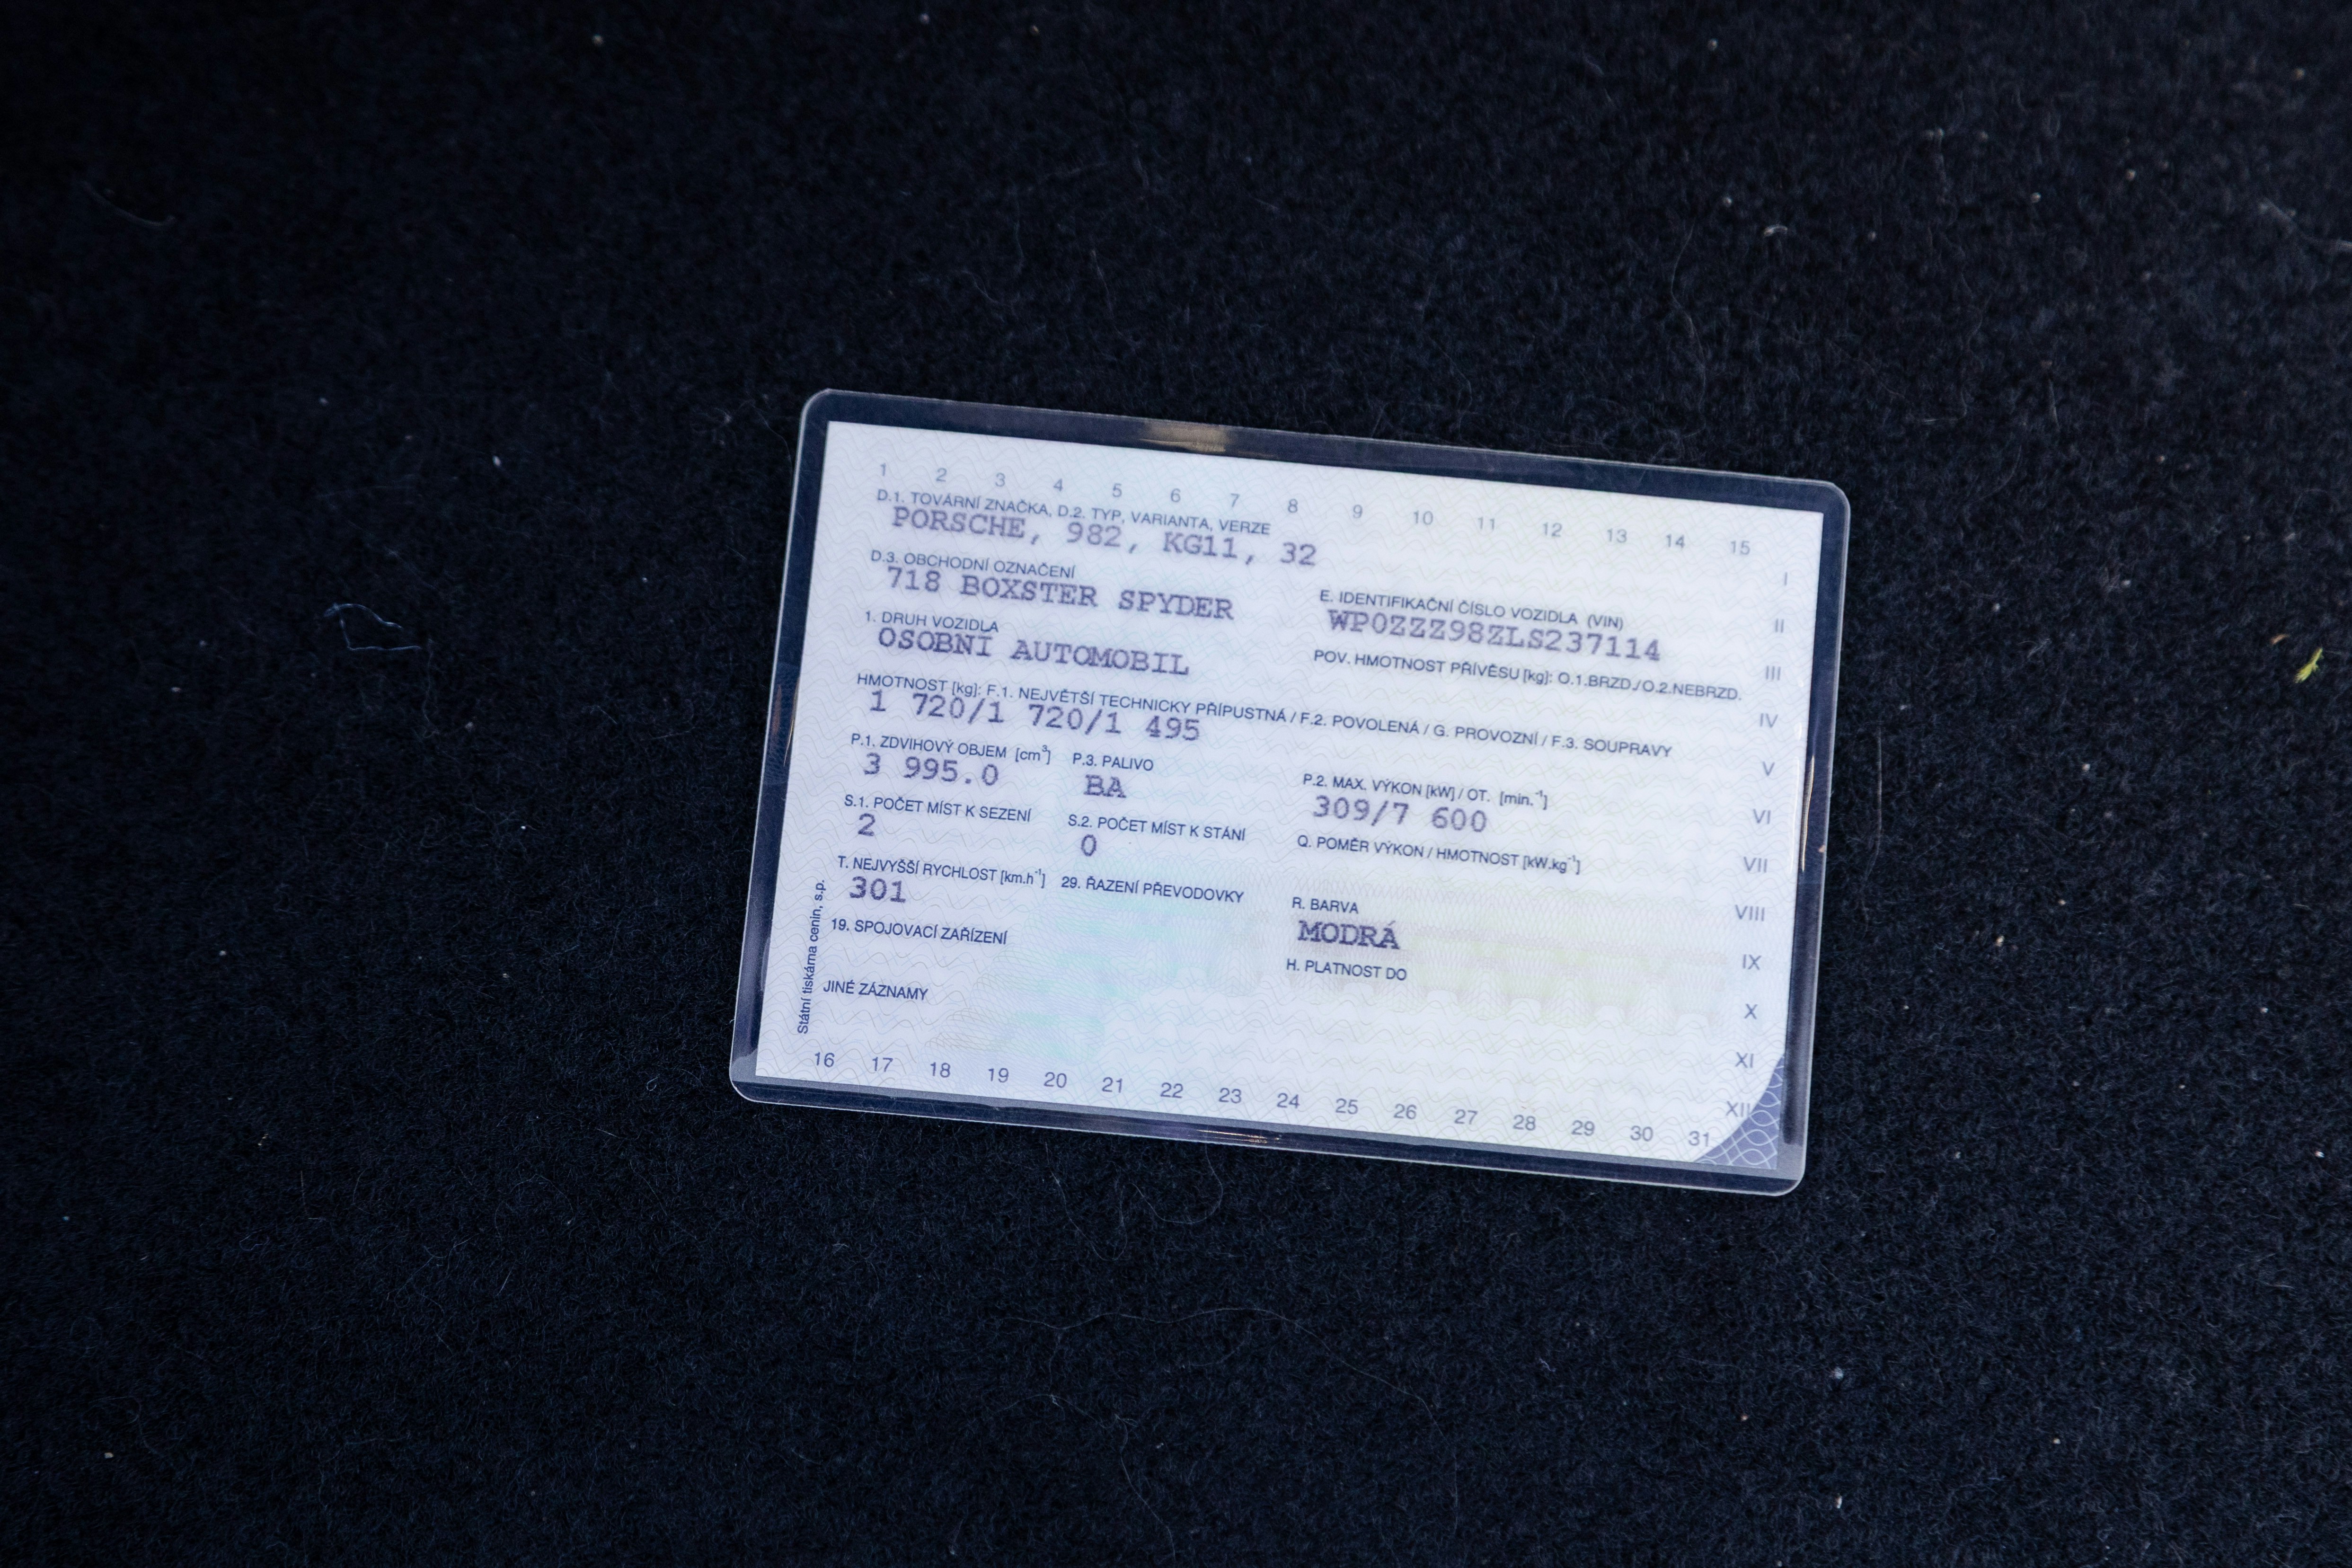 1 2 3 4 5 6 7 8 9 10 11 12 13 14 15
D.1. TOVÁRNÍ ZNAČKA, D.2. TYP, VARIANTA, VERZE
PORSCHE, 982, KG11, 32
I
D.3. OBCHODNÍ OZNAČENÍ
718 BOXSTER SPYDER
E. IDENTIFIKAČNÍ ČÍSLO VOZIDLA (VIN)
WP0ZZZ98ZLS237114
II
1. DRUH VOZIDLA
OSOBNÍ AUTOMOBIL
POV. HMOTNOST PŘÍVĚSU [kg]: O.1.BRZD./O.2.NEBRZD.
III
HMOTNOST [kg]: F.1. NEJVĚTŠÍ TECHNICKY PŘÍPUSTNÁ / F.2. POVOLENÁ / G. PROVOZNÍ / F.3. SOUPRAVY
IV
1 720/1 720/1 495
V
P.1. ZDVIHOVÝ OBJEM [cm³] P.3. PALIVO P.2. MAX. VÝKON [kW] / OT. [min.⁻¹]
3 995.0 BA 309/7 600
VI
S.1. POČET MÍST K SEZENÍ S.2. POČET MÍST K STÁNÍ Q. POMĚR VÝKON / HMOTNOST [kW.kg⁻¹]
2 0
VII
T. NEJVYŠŠÍ RYCHLOST [km.h⁻¹] 29. ŘAZENÍ PŘEVODOVKY R. BARVA
VIII
301 MODRÁ
19. SPOJOVACÍ ZAŘÍZENÍ H. PLATNOST DO
IX
JINÉ ZÁZNAMY
X
XI
XII
16 17 18 19 20 21 22 23 24 25 26 27 28 29 30 31
Státní tiskárna cenin, s.p.